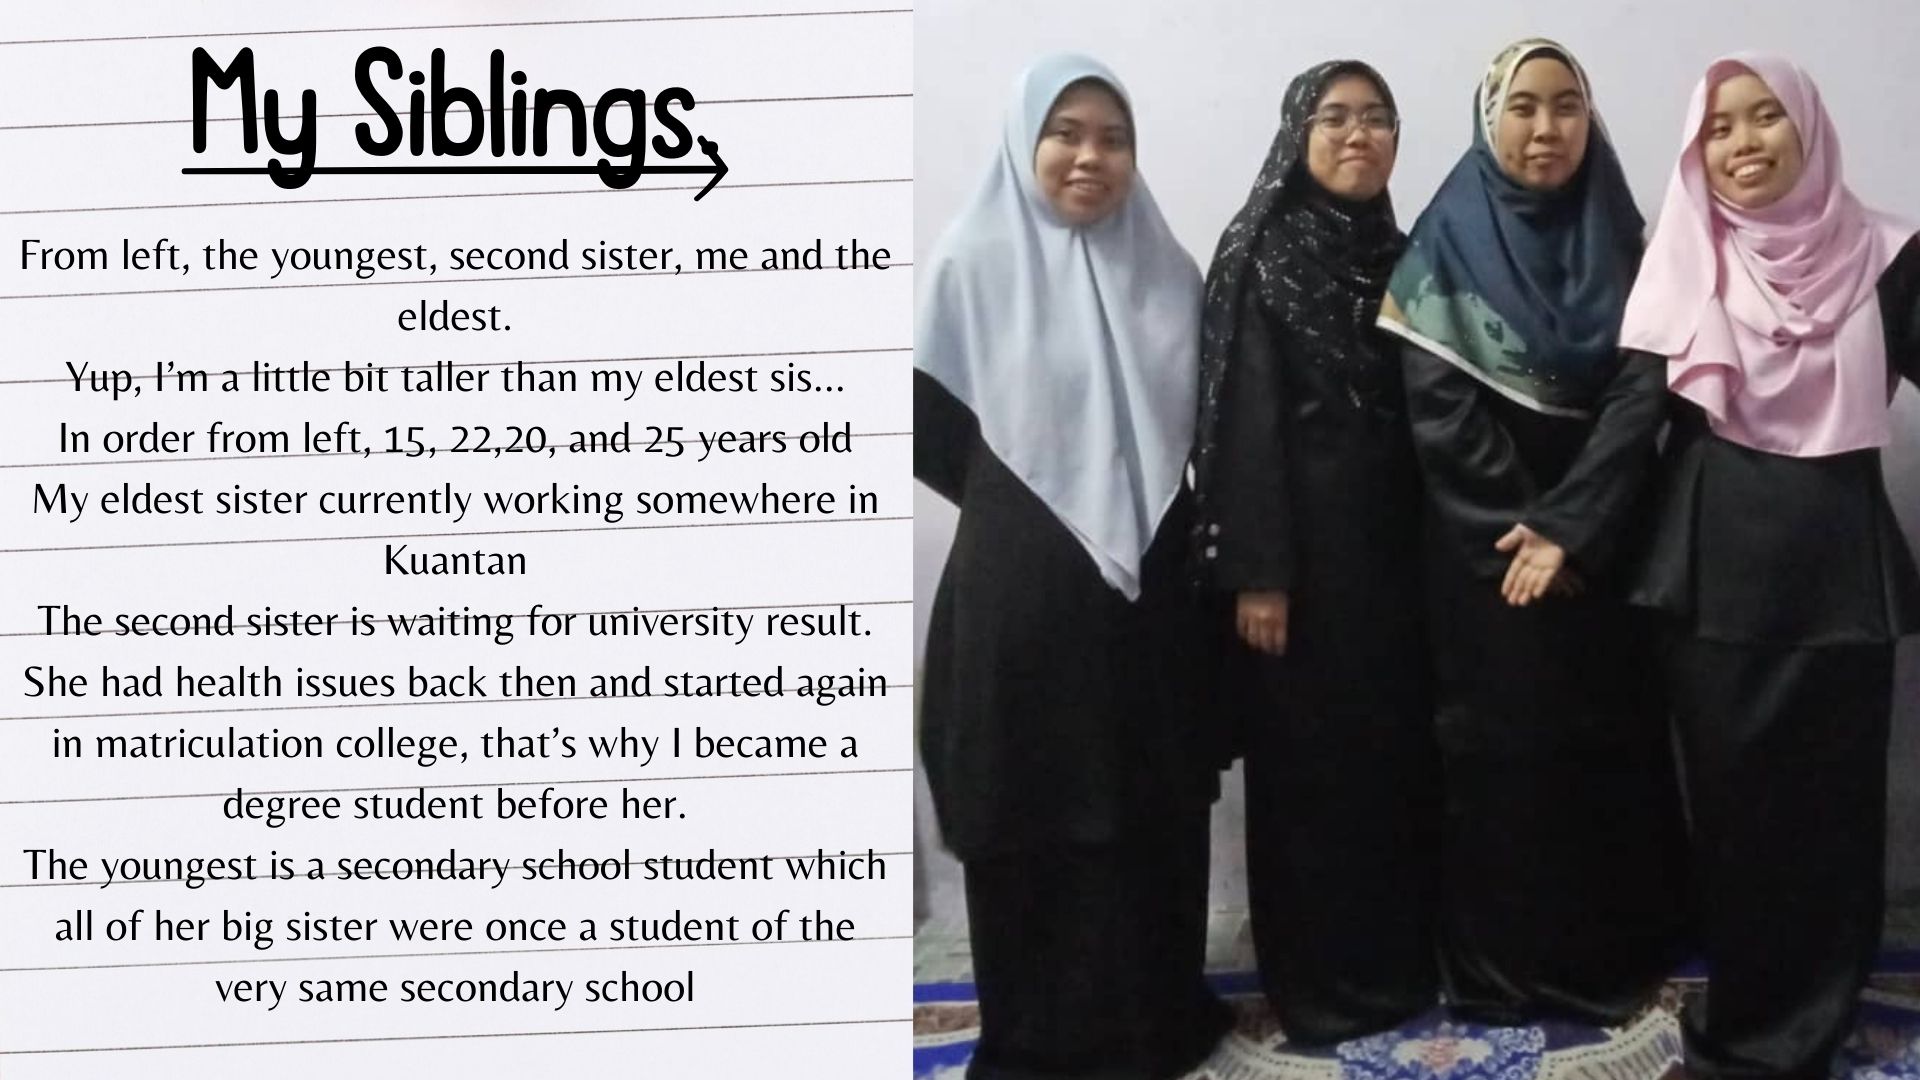 My Siblings.
From left, the youngest, second sister, me and the
eldest.
Yup, I'm a little bit taller than my eldest sis...
In order from left, 15, 22,20, and 25 years old
My eldest sister currently working somewhere in
Kuantan
The second sister is waiting for university result.
She had health issues back then and started again
in matriculation college, that's why I became a
degree student before her.
The youngest is a secondary school student which
all of her big sister were once a student of the
very same secondary school